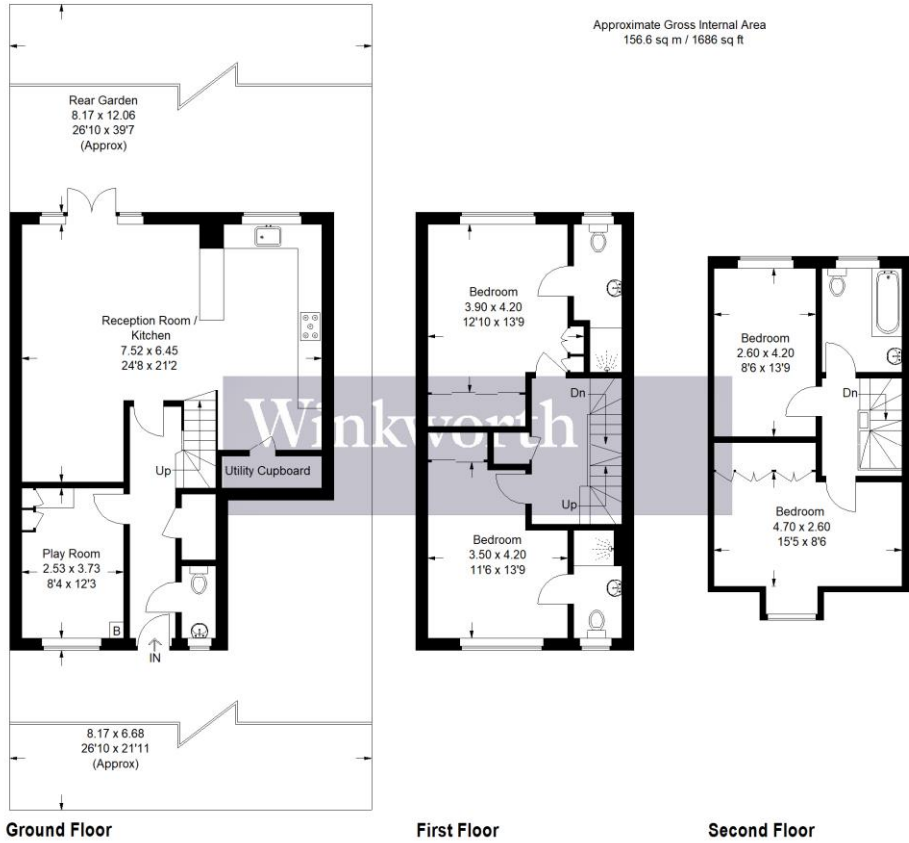 Approximate Gross Internal Area
156.6 sq m / 1686 sq ft
Rear Garden
8.17 x 12.06
26'10 x 39'7
(Approx)
Reception Room /
Kitchen
7.52 x 6.45
24'8 x 21'2
Up
Utility Cupboard
Play Room
2.53 x 3.73
8'4 x 12'3
B
IN
8.17 x 6.68
26'10 x 21'11
(Approx)
Ground Floor
Bedroom
3.90 x 4.20
12'10 x 13'9
Dn
Winkworth
Up
Bedroom
3.50 x 4.20
11'6 x 13'9
First Floor
Bedroom
2.60 x 4.20
8'6 x 13'9
Dn
Bedroom
4.70 x 2.60
15'5 x 8'6
Second Floor